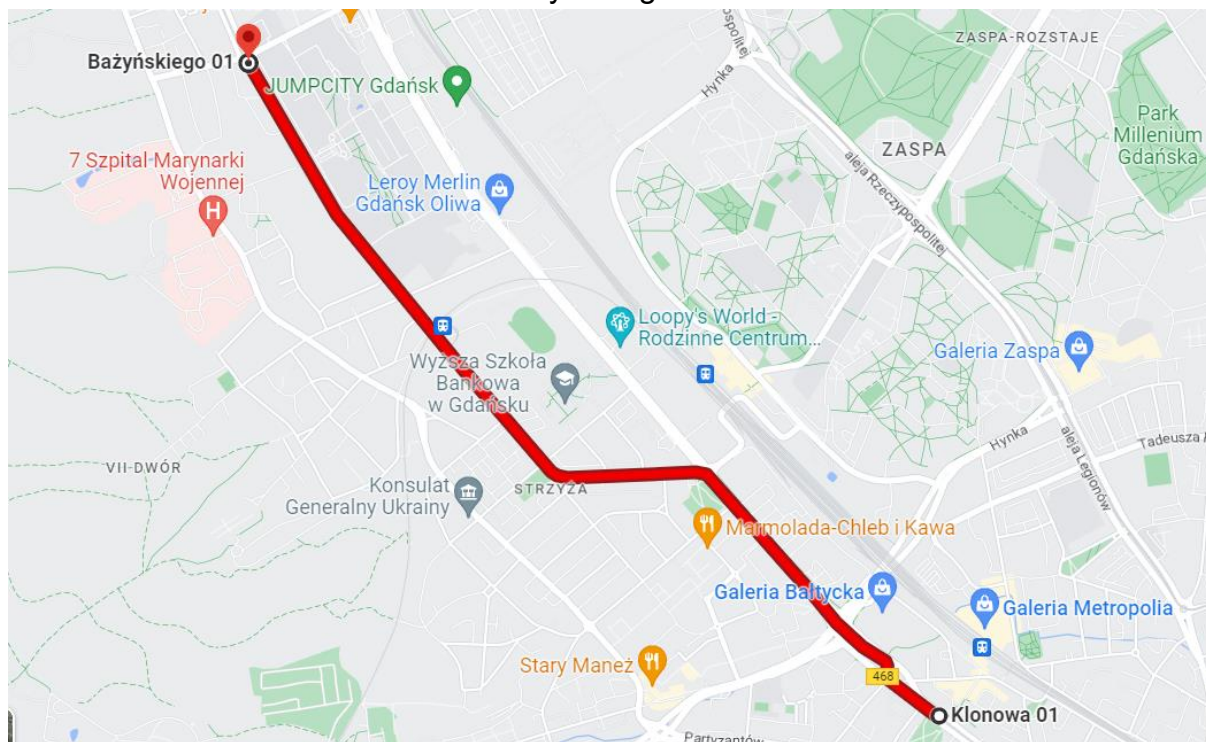 Bażyńskiego 01
JUMPCITY Gdańsk
ZASPA-ROZSTAJE
Hynka
Park
Millenium
Gdańska
ZASPA
aleja Rzeczypospolitej
7 Szpital Marynarki
Wojennej
H
Leroy Merlin
Gdańsk Oliwa
Loopy's World -
Rodzinne Centrum...
Galeria Zaspa
Wyższa Szkoła
Bankowa
w Gdańsku
Hynka
aleja Legionów
Tadeusza
VII DWÓR
Konsulat
Generalny Ukrainy
STRZYŻA
Marmolada-Chleb i Kawa
Galeria Bałtycka
Galeria Metropolia
Stary Maneż
468
Klonowa 01
Partyzantów